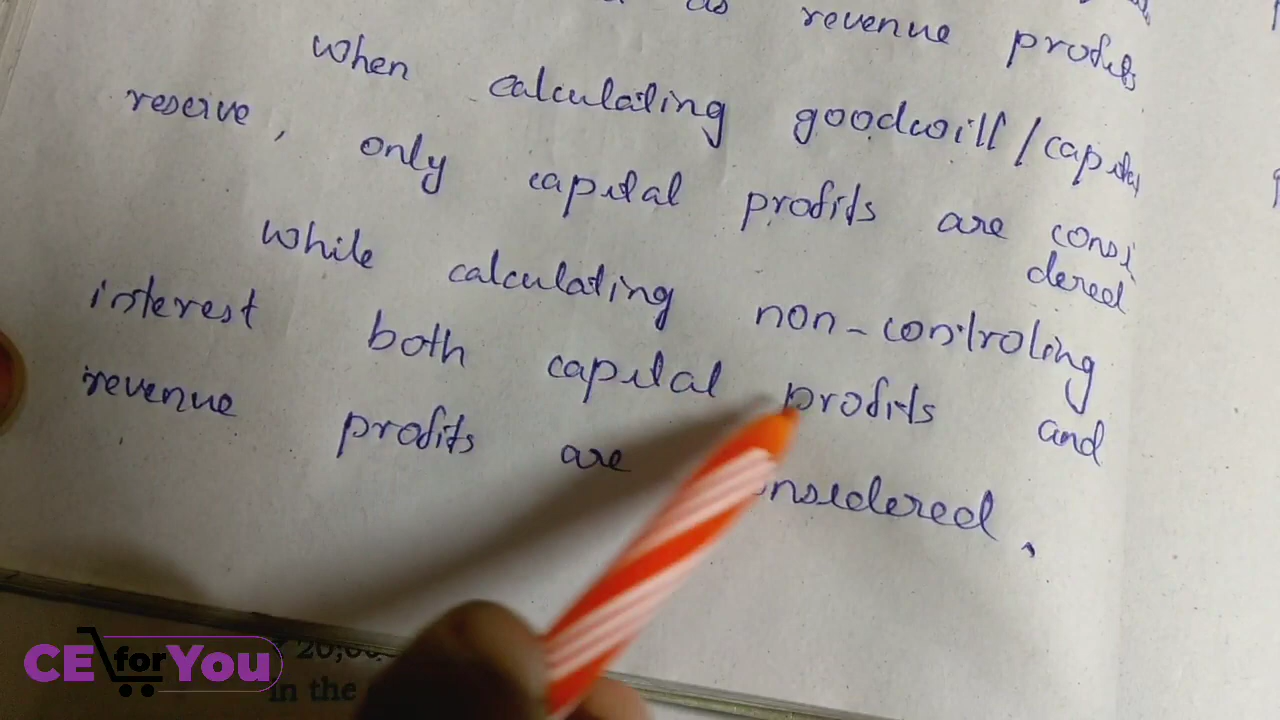 as revenue profits
When calculating goodwill/capital
reserve, only capital profits are consi
dered
While calculating non-controling
interest both capital profits and
revenue profits are onsidered.
CE for You
20,00
in the